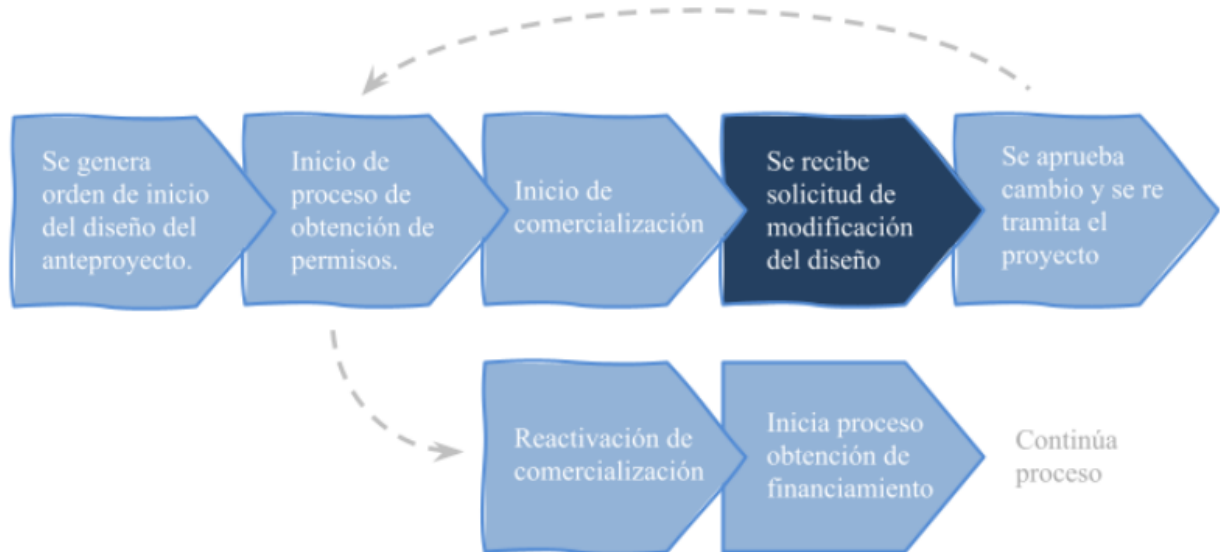 Se genera
orden de inicio
del diseño del
anteproyecto.
Inicio de
proceso de
obtención de
permisos.
Inicio de
comercialización
Se recibe
solicitud de
modificación
del diseño
Se aprueba
cambio y se re
tramita el
proyecto
Reactivación de
comercialización
Inicia proceso
obtención de
financiamiento
Continúa
proceso